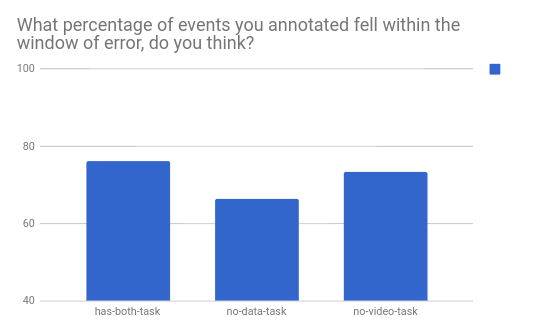 What percentage of events you annotated fell within the
window of error, do you think?
100
80
60
40
has-both-task
no-data-task
no-video-task